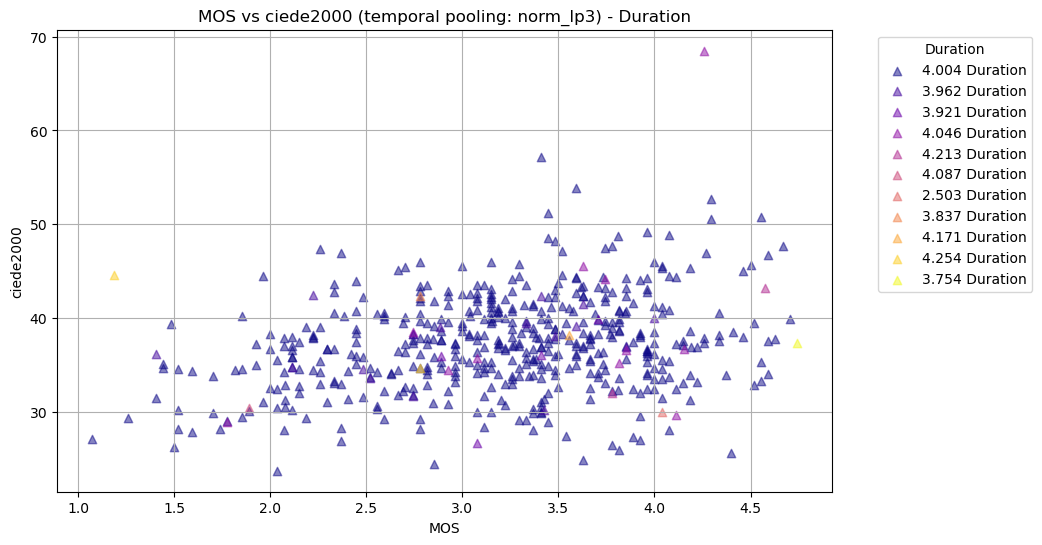 MOS vs ciede2000 (temporal pooling: norm_lp3) - Duration
70
60
50
40
30
ciede2000
1.0 1.5 2.0 2.5 3.0 3.5 4.0 4.5
MOS
Duration
4.004 Duration
3.962 Duration
3.921 Duration
4.046 Duration
4.213 Duration
4.087 Duration
2.503 Duration
3.837 Duration
4.171 Duration
4.254 Duration
3.754 Duration